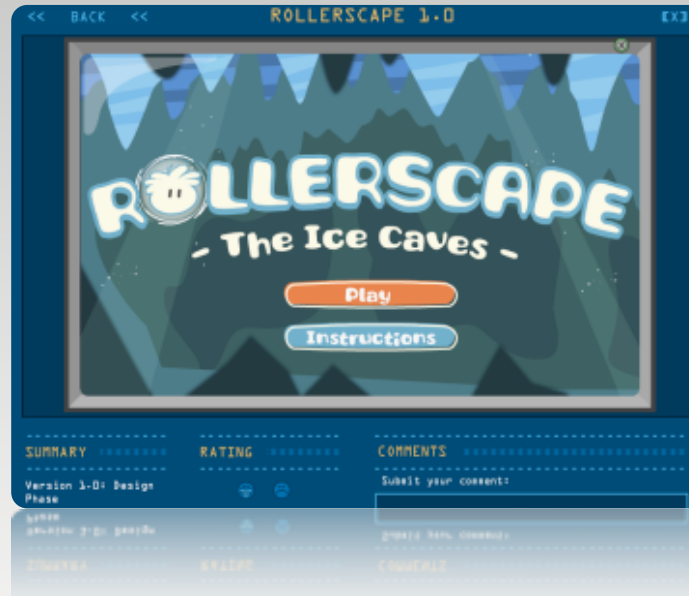 << BACK <<
ROLLERSCAPE 1.0
[X]
ROLLERSCAPE
- The Ice Caves -
Play
Instructions
SUMMARY
RATING
COMMENTS
Version 1.0: Design
Phase
Submit your comment: